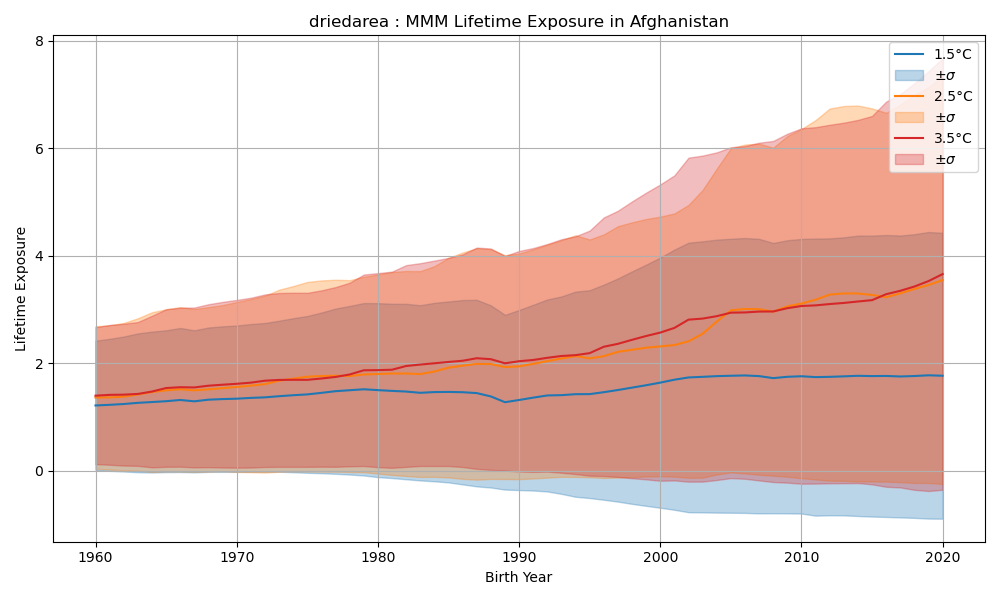 driedarea : MMM Lifetime Exposure in Afghanistan
8
6
4
2
0
Lifetime Exposure
1.5°C
±σ
2.5°C
±σ
3.5°C
±σ
1960 1970 1980 1990 2000 2010 2020
Birth Year